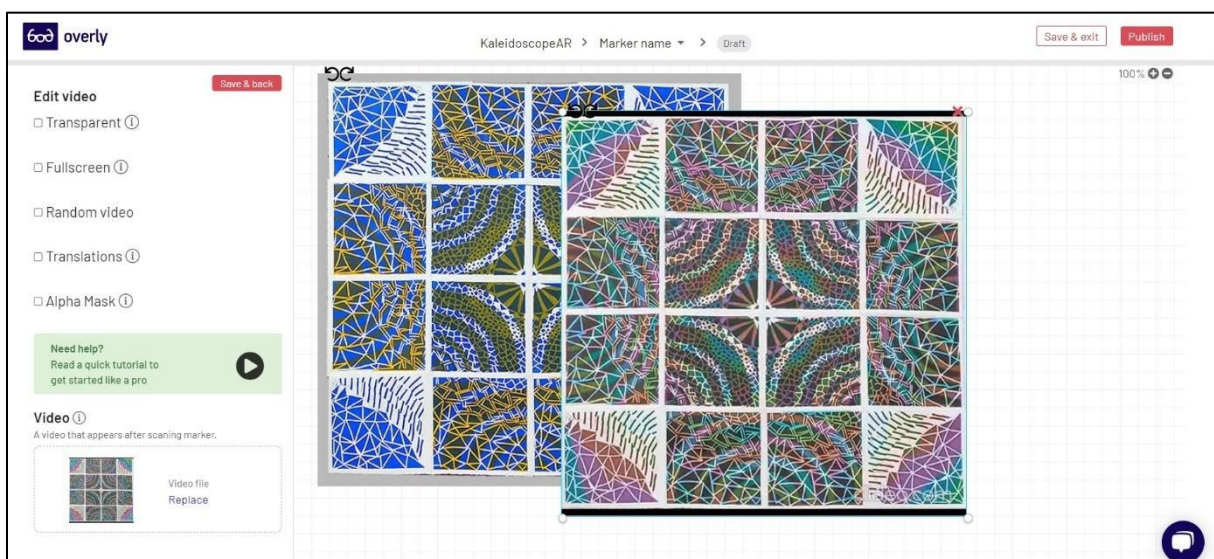 overly
KaleidoscopeAR > Marker name > Draft
Save & exit
Publish
Save & back
100%
Edit video
Transparent
Fullscreen
Random video
Translations
Alpha Mask
Need help?
Read a quick tutorial to
get started like a pro
Video
A video that appears after scaning marker.
Video file
Replace